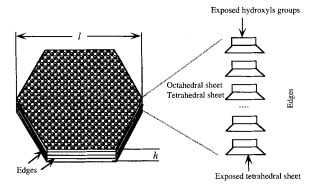 Exposed hydroxyls groups
l
Octahedral sheet
Tetrahedral sheet
....
Edges
h
Edges
Exposed tetrahedral sheet